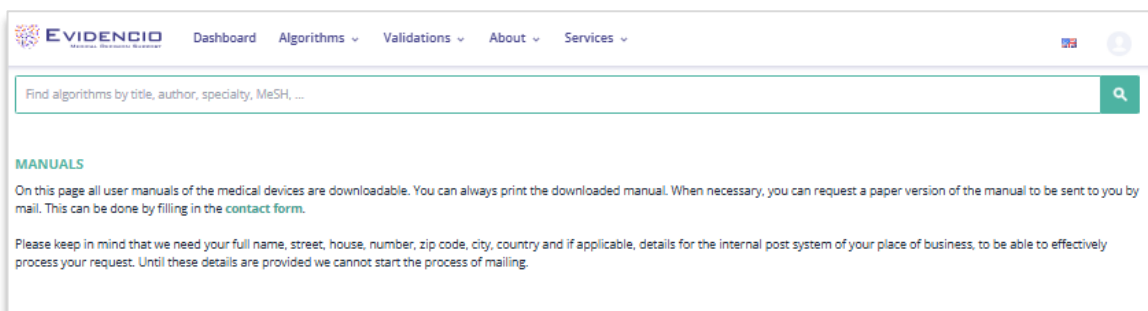 EVIDENCIO
MEDICAL DECISION SUPPORT
Dashboard Algorithms Validations About Services
Find algorithms by title, author, specialty, MeSH, ...
MANUALS
On this page all user manuals of the medical devices are downloadable. You can always print the downloaded manual. When necessary, you can request a paper version of the manual to be sent to you by
mail. This can be done by filling in the contact form.
Please keep in mind that we need your full name, street, house, number, zip code, city, country and if applicable, details for the internal post system of your place of business, to be able to effectively
process your request. Until these details are provided we cannot start the process of mailing.